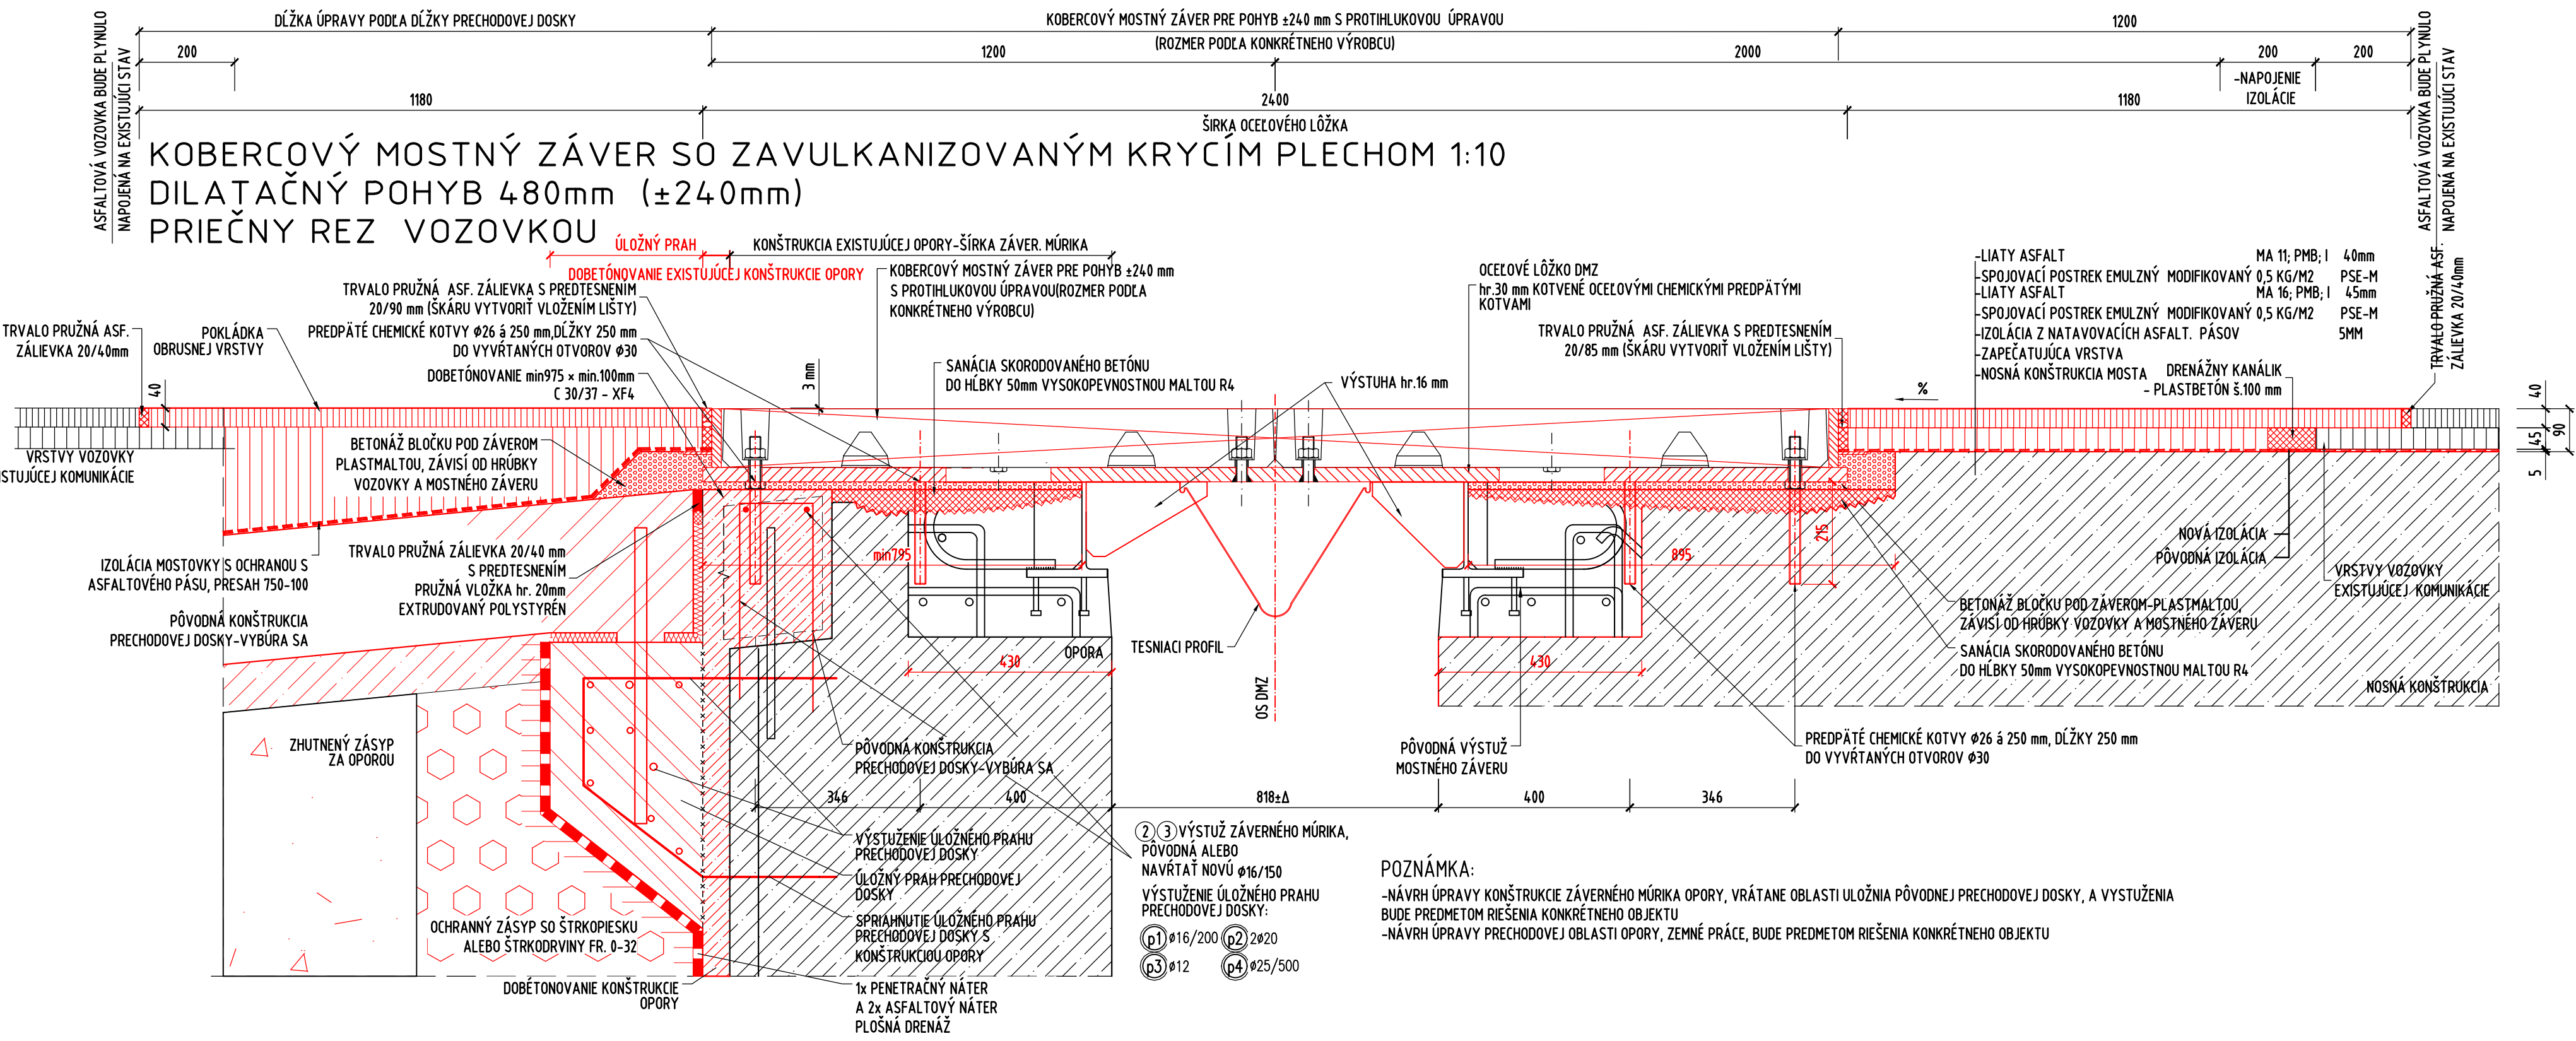 DĹŽKA ÚPRAVY PODĽA DĹŽKY PRECHODOVEJ DOSKY
KOBERCOVÝ MOSTNÝ ZÁVER PRE POHYB ±240 mm S PROTIHLUKOVOU ÚPRAVOU
(ROZMER PODĽA KONKRÉTNEHO VÝROBCU)
1200
200
1200
2000
200
200
-NAPOJENIE
IZOLÁCIE
1180
2400
1180
ŠIRKA OCEĽOVÉHO LÔŽKA
ASFALTOVÁ VOZOVKA BUDE PLYNULO
NAPOJENÁ NA EXISTUJÚCI STAV
ASFALTOVÁ VOZOVKA BUDE PLYNULO
NAPOJENÁ NA EXISTUJÚCI STAV
KOBERCOVÝ MOSTNÝ ZÁVER SO ZAVULKANIZOVANÝM KRYCÍM PLECHOM 1:10
DILATAČNÝ POHYB 480mm (±240mm)
PRIEČNY REZ VOZOVKOU
ÚLOŽNÝ PRAH
KONŠTRUKCIA EXISTUJÚCEJ OPORY-ŠÍRKA ZÁVER. MÚRIKA
DOBETÓNOVANIE EXISTUJÚCEJ KONŠTRUKCIE OPORY
TRVALO PRUŽNÁ ASF. ZÁLIEVKA S PREDTESNENÍM
20/90 mm (ŠKÁRU VYTVORIŤ VLOŽENÍM LIŠTY)
PREDPÄTÉ CHEMICKÉ KOTVY ø26 á 250 mm,DĹŽKY 250 mm
DO VYVŔTANÝCH OTVOROV ø30
DOBETÓNOVANIE min975 × min.100mm
C 30/37 - XF4
TRVALO PRUŽNÁ ASF.
ZÁLIEVKA 20/40mm
POKLÁDKA
OBRUSNEJ VRSTVY
40
3 mm
KOBERCOVÝ MOSTNÝ ZÁVER PRE POHYB ±240 mm
S PROTIHLUKOVOU ÚPRAVOU(ROZMER PODĽA
KONKRÉTNEHO VÝROBCU)
SANÁCIA SKORODOVANÉHO BETÓNU
DO HĹBKY 50mm VYSOKOPEVNOSTNOU MALTOU R4
VÝSTUHA hr.16 mm
OCEĽOVÉ LÔŽKO DMZ
hr.30 mm KOTVENÉ OCEĽOVÝMI CHEMICKÝMI PREDPÄTÝMI
KOTVAMI
TRVALO PRUŽNÁ ASF. ZÁLIEVKA S PREDTESNENÍM
20/85 mm (ŠKÁRU VYTVORIŤ VLOŽENÍM LIŠTY)
-LIATY ASFALT MA 11; PMB; I 40mm
-SPOJOVACÍ POSTREK EMULZNÝ MODIFIKOVANÝ 0,5 KG/M2 PSE-M
-LIATY ASFALT MA 16; PMB; I 45mm
-SPOJOVACÍ POSTREK EMULZNÝ MODIFIKOVANÝ 0,5 KG/M2 PSE-M
-IZOLÁCIA Z NATAVOVACÍCH ASFALT. PÁSOV 5MM
-ZAPEČATUJÚCA VRSTVA
-NOSNÁ KONŠTRUKCIA MOSTA
DRENÁŽNY KANÁLIK
- PLASTBETÓN š.100 mm
TRVALO PRUŽNÁ ASF.
ZÁLIEVKA 20/40mm
%
40
45
90
5
VRSTVY VOZOVKY
ISTUJÚCEJ KOMUNIKÁCIE
BETONÁŽ BLOČKU POD ZÁVEROM
PLASTMALTOU, ZÁVISÍ OD HRÚBKY
VOZOVKY A MOSTNÉHO ZÁVERU
IZOLÁCIA MOSTOVKY S OCHRANOU S
ASFALTOVÉHO PÁSU, PRESAH 750-100
PÔVODNÁ KONŠTRUKCIA
PRECHODOVEJ DOSKY-VYBÚRA SA
TRVALO PRUŽNÁ ZÁLIEVKA 20/40 mm
S PREDTESNENÍM
PRUŽNÁ VLOŽKA hr. 20mm
EXTRUDOVANÝ POLYSTYRÉN
min795
895
215
430
430
OPORA
TESNIACI PROFIL
OS DMZ
NOVÁ IZOLÁCIA
PÔVODNÁ IZOLÁCIA
VRSTVY VOZOVKY
EXISTUJÚCEJ KOMUNIKÁCIE
BETONÁŽ BLOČKU POD ZÁVEROM-PLASTMALTOU,
ZÁVISÍ OD HRÚBKY VOZOVKY A MOSTNÉHO ZÁVERU
SANÁCIA SKORODOVANÉHO BETÓNU
DO HĹBKY 50mm VYSOKOPEVNOSTNOU MALTOU R4
NOSNÁ KONŠTRUKCIA
ZHUTNENÝ ZÁSYP
ZA OPOROU
PÔVODNÁ KONŠTRUKCIA
PRECHODOVEJ DOSKY-VYBÚRA SA
PÔVODNÁ VÝSTUŽ
MOSTNÉHO ZÁVERU
PREDPÄTÉ CHEMICKÉ KOTVY ø26 á 250 mm, DĹŽKY 250 mm
DO VYVŔTANÝCH OTVOROV ø30
346
400
818±Δ
400
346
VÝSTUŽENIE ÚLOŽNÉHO PRAHU
PRECHODOVEJ DOSKY
ÚLOŽNÝ PRAH PRECHODOVEJ
DOSKY
SPRIAHNUTIE ÚLOŽNÉHO PRAHU
PRECHODOVEJ DOSKY S
KONŠTRUKCIOU OPORY
1x PENETRAČNÝ NÁTER
A 2x ASFALTOVÝ NÁTER
PLOŠNÁ DRENÁŽ
OCHRANNÝ ZÁSYP SO ŠTRKOPIESKU
ALEBO ŠTRKODRVINY FR. 0-32
DOBÉTONOVANIE KONŠTRUKCIE
OPORY
2 3 VÝSTUŽ ZÁVERNÉHO MÚRIKA,
PÔVODNÁ ALEBO
NAVŔTAŤ NOVÚ ø16/150
VÝSTUŽENIE ÚLOŽNÉHO PRAHU
PRECHODOVEJ DOSKY:
p1 ø16/200 p2 2ø20
p3 ø12 p4 ø25/500
POZNÁMKA:
-NÁVRH ÚPRAVY KONŠTRUKCIE ZÁVERNÉHO MÚRIKA OPORY, VRÁTANE OBLASTI ULOŽNIA PÔVODNEJ PRECHODOVEJ DOSKY, A VYSTUŽENIA
BUDE PREDMETOM RIEŠENIA KONKRÉTNEHO OBJEKTU
-NÁVRH ÚPRAVY PRECHODOVEJ OBLASTI OPORY, ZEMNÉ PRÁCE, BUDE PREDMETOM RIEŠENIA KONKRÉTNEHO OBJEKTU